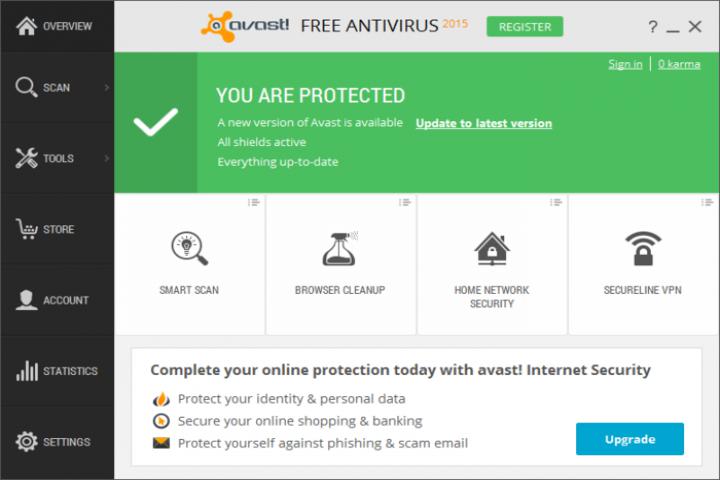 OVERVIEW
avast! FREE ANTIVIRUS 2015 REGISTER ?
Sign in | 0 karma
SCAN
YOU ARE PROTECTED
A new version of Avast is available Update to latest version
All shields active
Everything up-to-date
TOOLS
STORE
SMART SCAN
BROWSER CLEANUP
HOME NETWORK
SECURITY
SECURELINE VPN
ACCOUNT
STATISTICS
SETTINGS
Complete your online protection today with avast! Internet Security
Protect your identity & personal data
Secure your online shopping & banking
Protect yourself against phishing & scam email
Upgrade